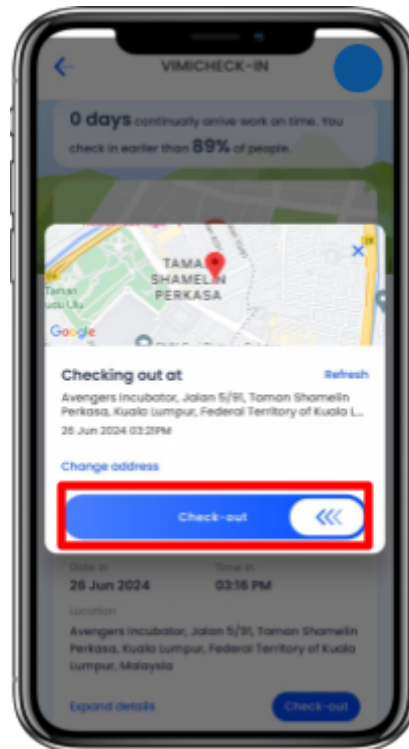 VIMICHECK-IN
0 days continually arrive work on time. You
check in earlier than 89% of people.
TAMAN
SHAMELIN
PERKASA
Taman
Google
Checking out at
Refresh
Avengers Incubator, Jalan 5/91, Taman Shamelin
Perkasa, Kuala Lumpur, Federal Territory of Kuala L...
26 Jun 2024 03:21PM
Change address
Check-out
Date in
Time in
26 Jun 2024
03:16 PM
Location
Avengers Incubator, Jalan 5/91, Taman Shamelin
Perkasa, Kuala Lumpur, Federal Territory of Kuala
Lumpur, Malaysia
Expand details
Check-out